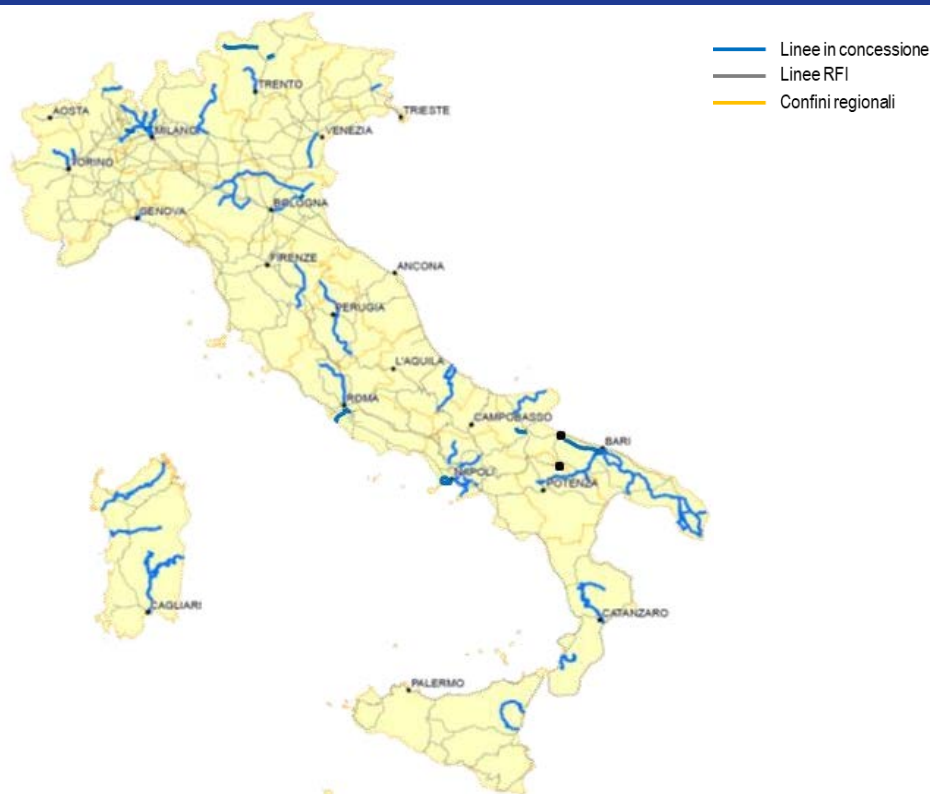 Linee in concessione
Linee RFI
Confini regionali
TRENTO
AOSTA
TRIESTE
MILANO
VENEZIA
TORINO
BOLOGNA
GENOVA
FIRENZE
ANCONA
PERUGIA
L'AQUILA
ROMA
CAMPOBASSO
BARI
NAPOLI
POTENZA
CAGLIARI
CATANZARO
PALERMO